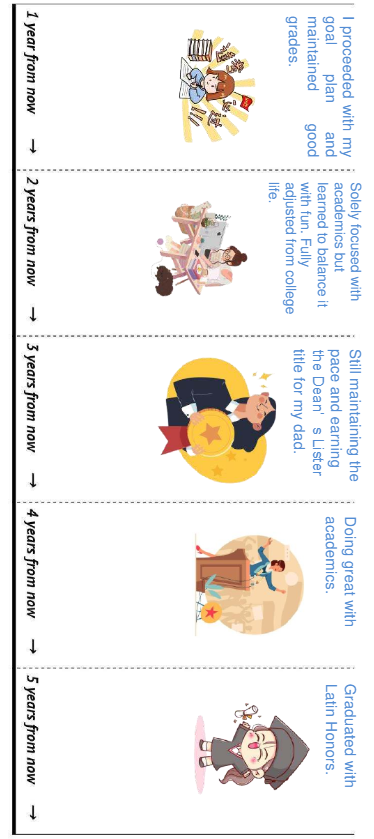 I proceeded with my
goal plan and
maintained good
grades.
1 year from now →
Solely focused with
academics but
learned to balance it
with fun. Fully
adjusted from college
life.
2 years from now →
Still maintaining the
pace and earning
the Dean's Lister
title for my dad.
3 years from now →
Doing great with
academics.
4 years from now →
Graduated with
Latin Honors.
5 years from now →